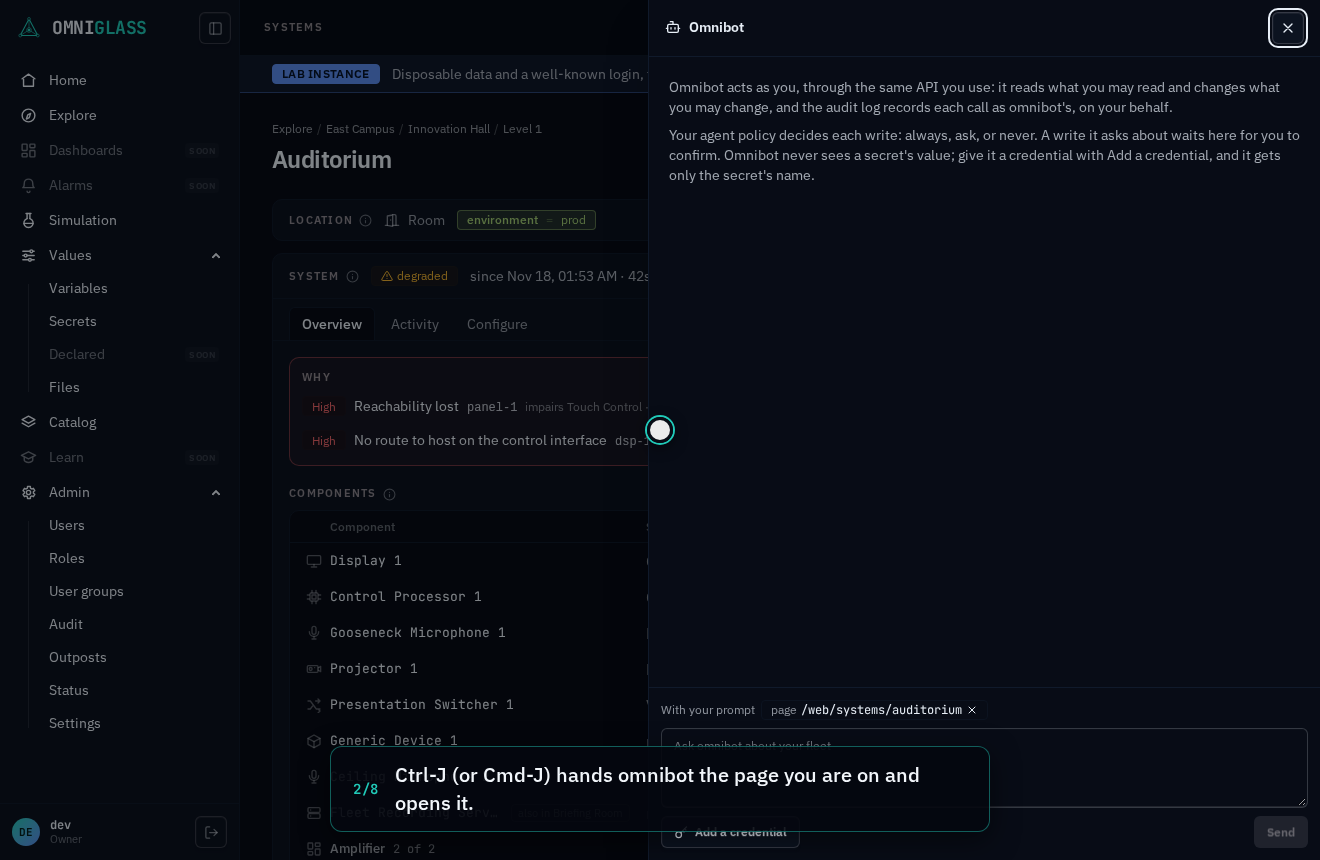 OMNIGLASS
Home
Explore
Dashboards SOON
Alarms SOON
Simulation
Values
Variables
Secrets
Declared SOON
Files
Catalog
Learn SOON
Admin
Users
Roles
User groups
Audit
Outposts
Status
Settings
DE dev
Owner
SYSTEMS
LAB INSTANCE Disposable data and a well-known login,
Explore / East Campus / Innovation Hall / Level 1
Auditorium
LOCATION Room environment = prod
SYSTEM degraded since Nov 18, 01:53 AM · 42s
Overview Activity Configure
WHY
High Reachability lost panel-1 impairs Touch Control
High No route to host on the control interface dsp-1
COMPONENTS
Component
Display 1
Control Processor 1
Gooseneck Microphone 1
Projector 1
Presentation Switcher 1
Generic Device 1
Ceiling
Fleet Recording Serv…
Amplifier 2 of 2
Omnibot
Omnibot acts as you, through the same API you use: it reads what you may read and changes what
you may change, and the audit log records each call as omnibot's, on your behalf.
Your agent policy decides each write: always, ask, or never. A write it asks about waits here for you to
confirm. Omnibot never sees a secret's value; give it a credential with Add a credential, and it gets
only the secret's name.
With your prompt page /web/systems/auditorium
Ask omnibot about your fleet
Add a credential
Send
2/8 Ctrl-J (or Cmd-J) hands omnibot the page you are on and
opens it.